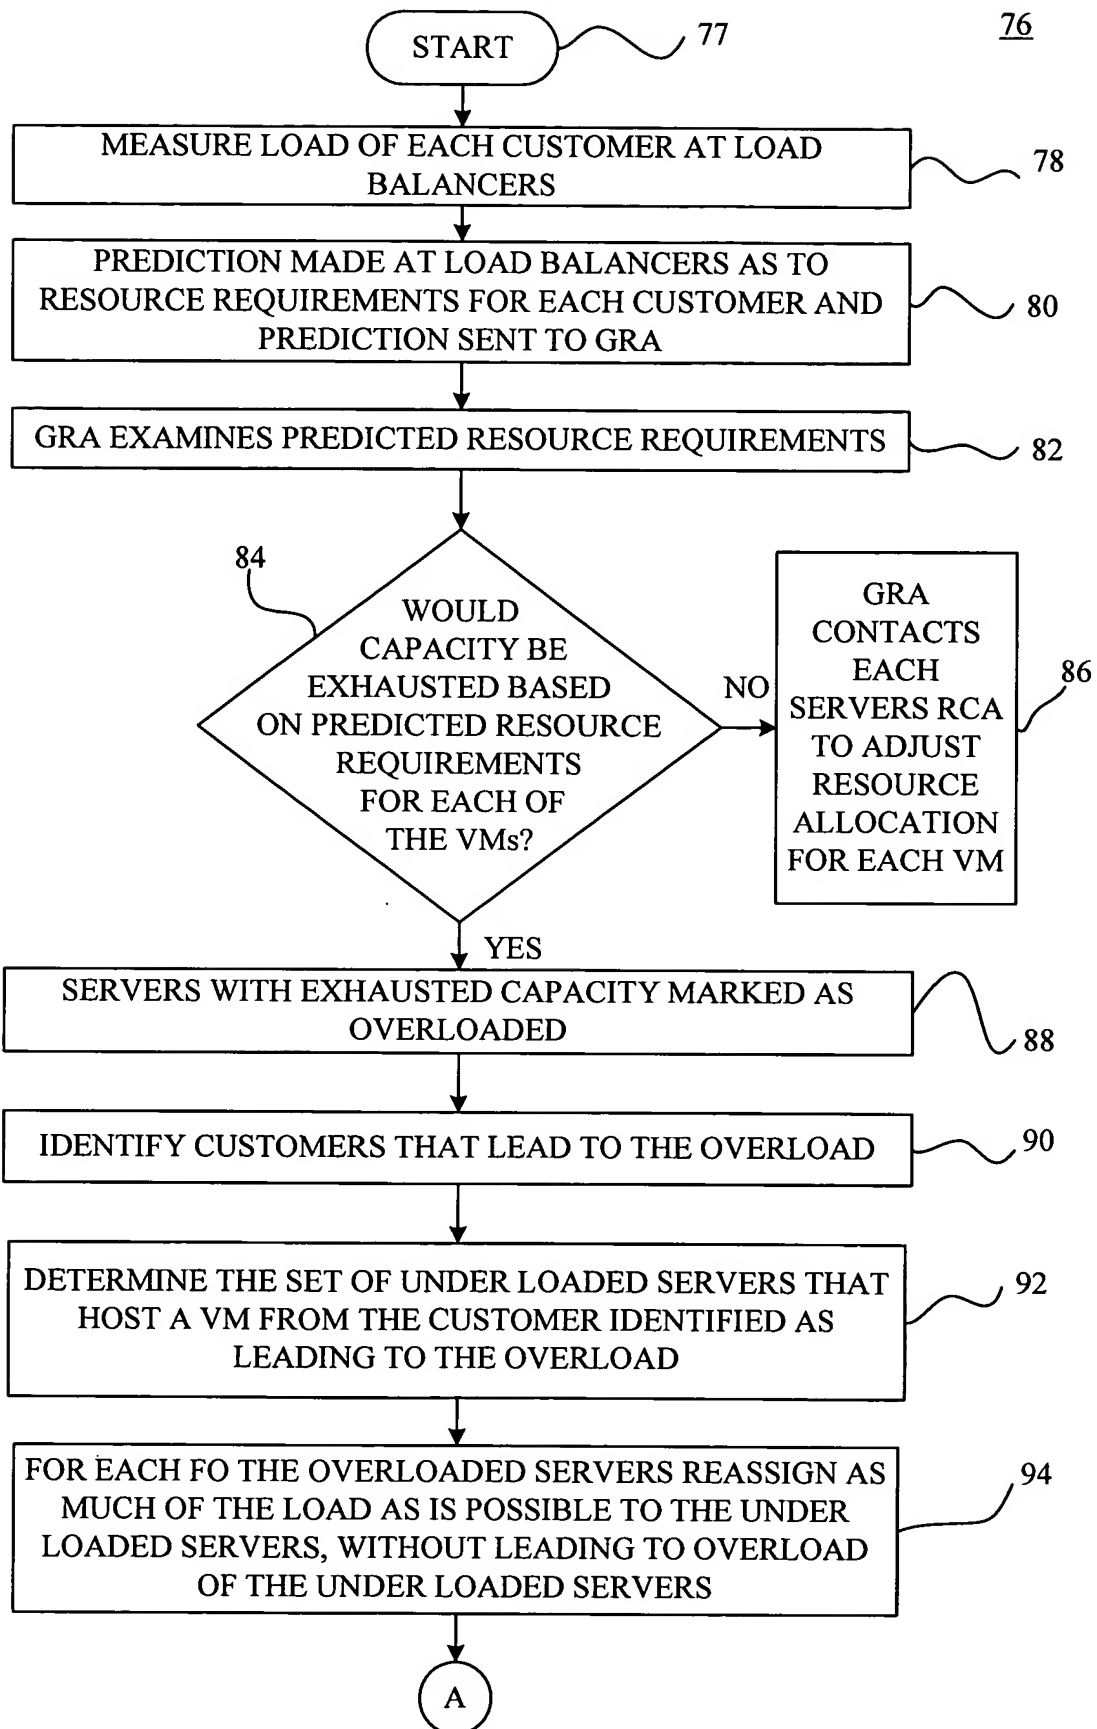 76
START
77
MEASURE LOAD OF EACH CUSTOMER AT LOAD
BALANCERS
78
PREDICTION MADE AT LOAD BALANCERS AS TO
RESOURCE REQUIREMENTS FOR EACH CUSTOMER AND
PREDICTION SENT TO GRA
80
GRA EXAMINES PREDICTED RESOURCE REQUIREMENTS
82
84
WOULD
CAPACITY BE
EXHAUSTED BASED
ON PREDICTED RESOURCE
REQUIREMENTS
FOR EACH OF
THE VMs?
NO
GRA
CONTACTS
EACH
SERVERS RCA
TO ADJUST
RESOURCE
ALLOCATION
FOR EACH VM
86
YES
SERVERS WITH EXHAUSTED CAPACITY MARKED AS
OVERLOADED
88
IDENTIFY CUSTOMERS THAT LEAD TO THE OVERLOAD
90
DETERMINE THE SET OF UNDER LOADED SERVERS THAT
HOST A VM FROM THE CUSTOMER IDENTIFIED AS
LEADING TO THE OVERLOAD
92
FOR EACH FO THE OVERLOADED SERVERS REASSIGN AS
MUCH OF THE LOAD AS IS POSSIBLE TO THE UNDER
LOADED SERVERS, WITHOUT LEADING TO OVERLOAD
OF THE UNDER LOADED SERVERS
94
A